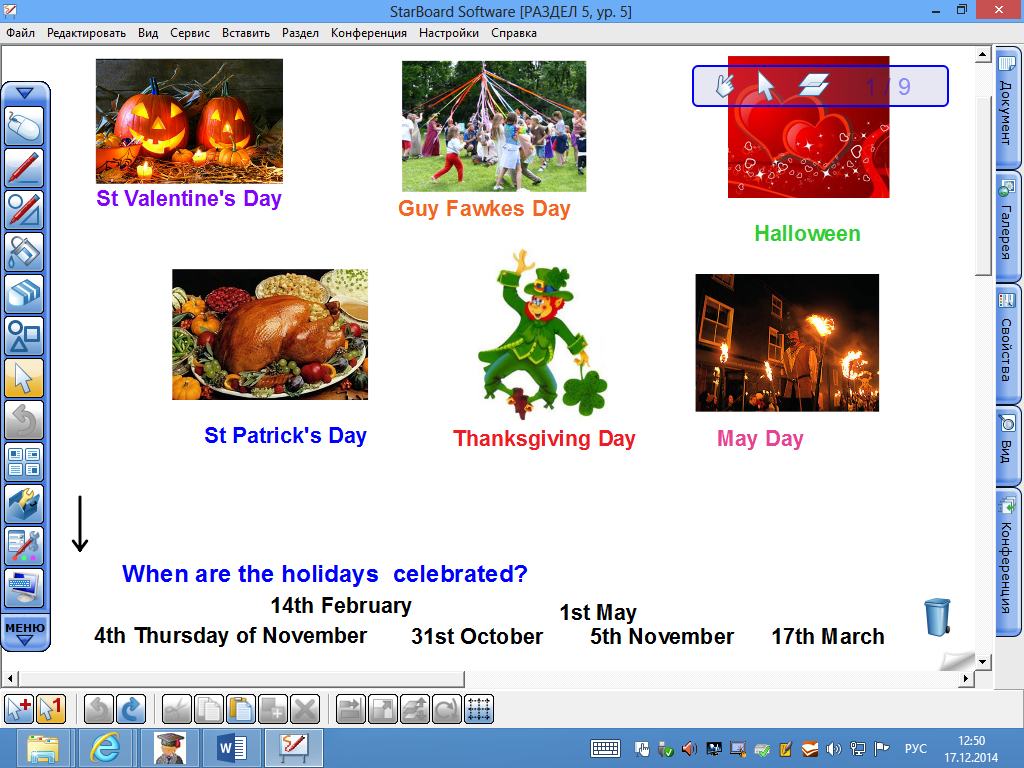 StarBoard Software [РАЗДЕЛ 5, ур. 5]
Файл Редактировать Вид Сервис Вставить Раздел Конференция Настройки Справка
1 / 9
St Valentine's Day
Guy Fawkes Day
Halloween
St Patrick's Day
Thanksgiving Day
May Day
When are the holidays celebrated?
14th February
1st May
4th Thursday of November
31st October
5th November
17th March
МЕНЮ
Документ
Галерея
Свойства
Вид
Конференция
1
РУС
12:50
17.12.2014